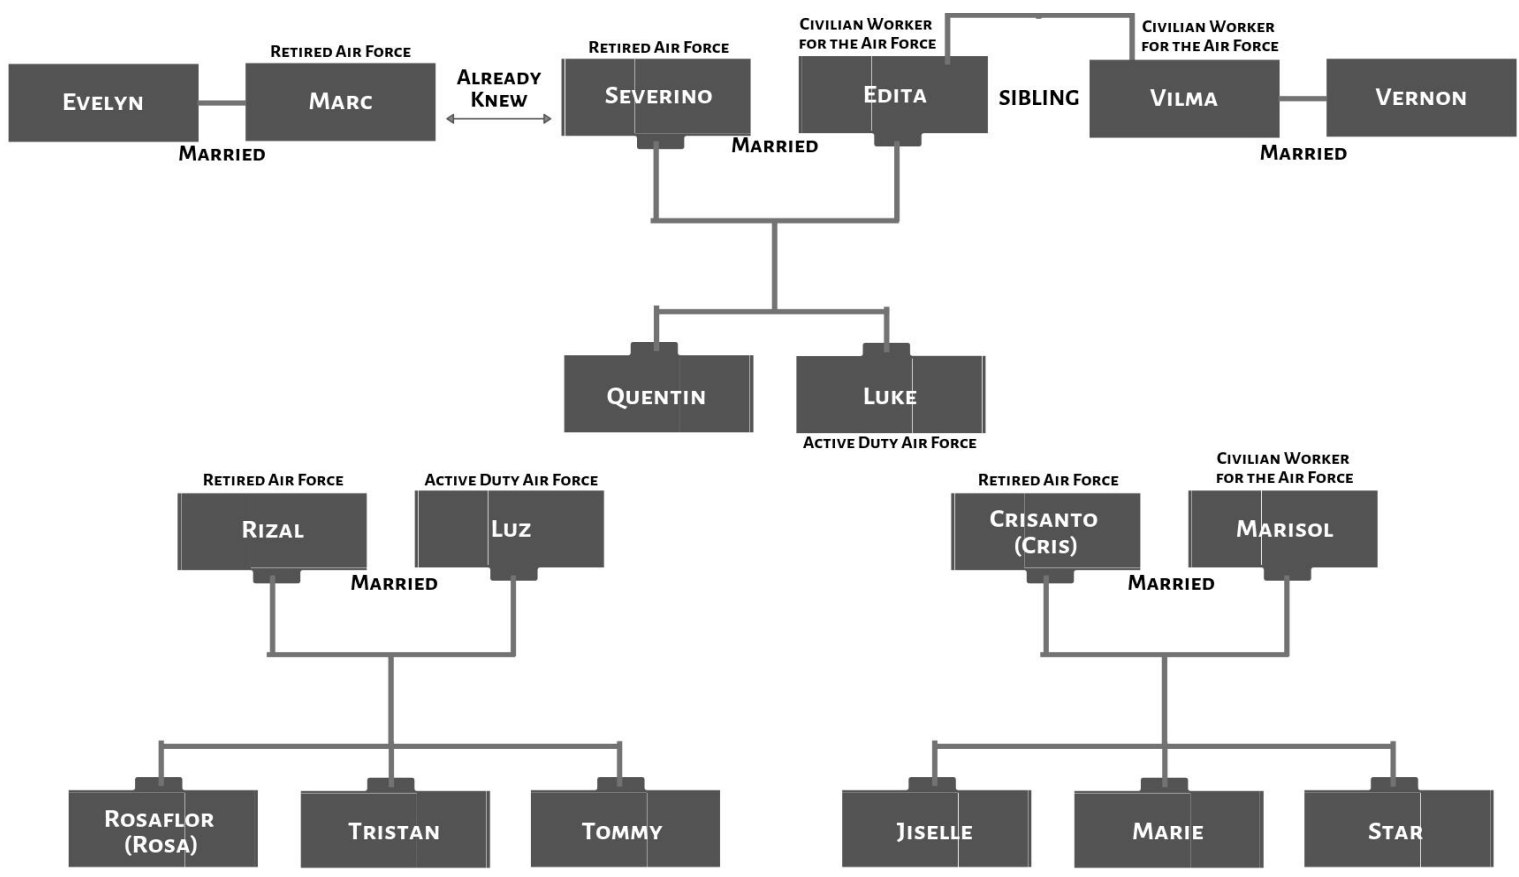 Retired Air Force
Evelyn
Marc
Married
Already
Knew
Retired Air Force
Severino
Married
Civilian Worker
for the Air Force
Edita
SIBLING
Civilian Worker
for the Air Force
Vilma
Married
Vernon
Quentin
Luke
Active Duty Air Force
Retired Air Force
Rizal
Married
Active Duty Air Force
Luz
Rosaflor
(Rosa)
Tristan
Tommy
Retired Air Force
Crisanto
(Cris)
Married
Civilian Worker
for the Air Force
Marisol
Jiselle
Marie
Star